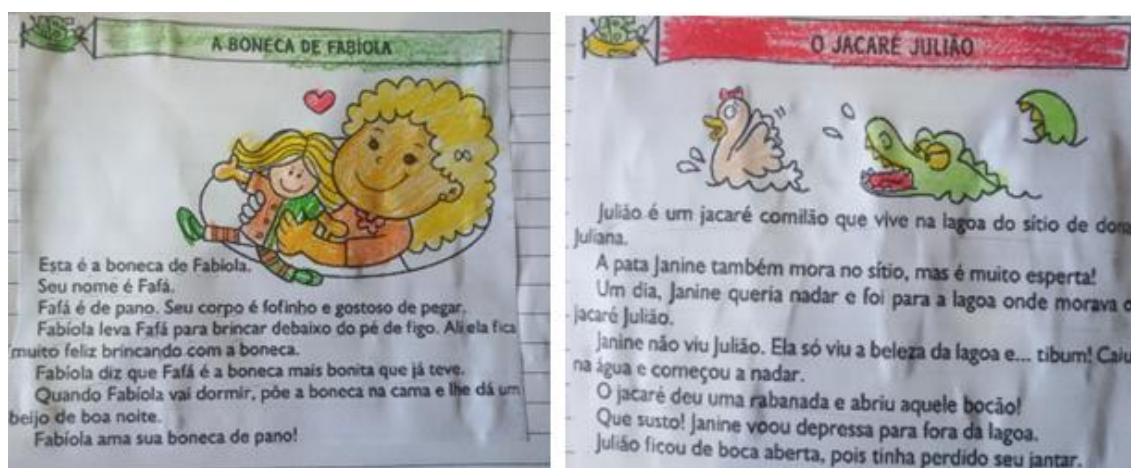 A BONECA DE FABÍOLA
Esta é a boneca de Fabíola.
Seu nome é Fafá.
Fafá é de pano. Seu corpo é fofinho e gostoso de pegar.
Fabíola leva Fafá para brincar debaixo do pé de figo. Ali ela fica
muito feliz brincando com a boneca.
Fabíola diz que Fafá é a boneca mais bonita que já teve.
Quando Fabíola vai dormir, põe a boneca na cama e lhe dá um
beijo de boa noite.
Fabíola ama sua boneca de pano!
O JACARÉ JULIÃO
Julião é um jacaré comilão que vive na lagoa do sítio de dona
Juliana.
A pata Janine também mora no sítio, mas é muito esperta!
Um dia, Janine queria nadar e foi para a lagoa onde morava o
jacaré Julião.
Janine não viu Julião. Ela só viu a beleza da lagoa e... tibum! Caiu
na água e começou a nadar.
O jacaré deu uma rabanada e abriu aquele bocão!
Que susto! Janine voou depressa para fora da lagoa.
Julião ficou de boca aberta, pois tinha perdido seu jantar.